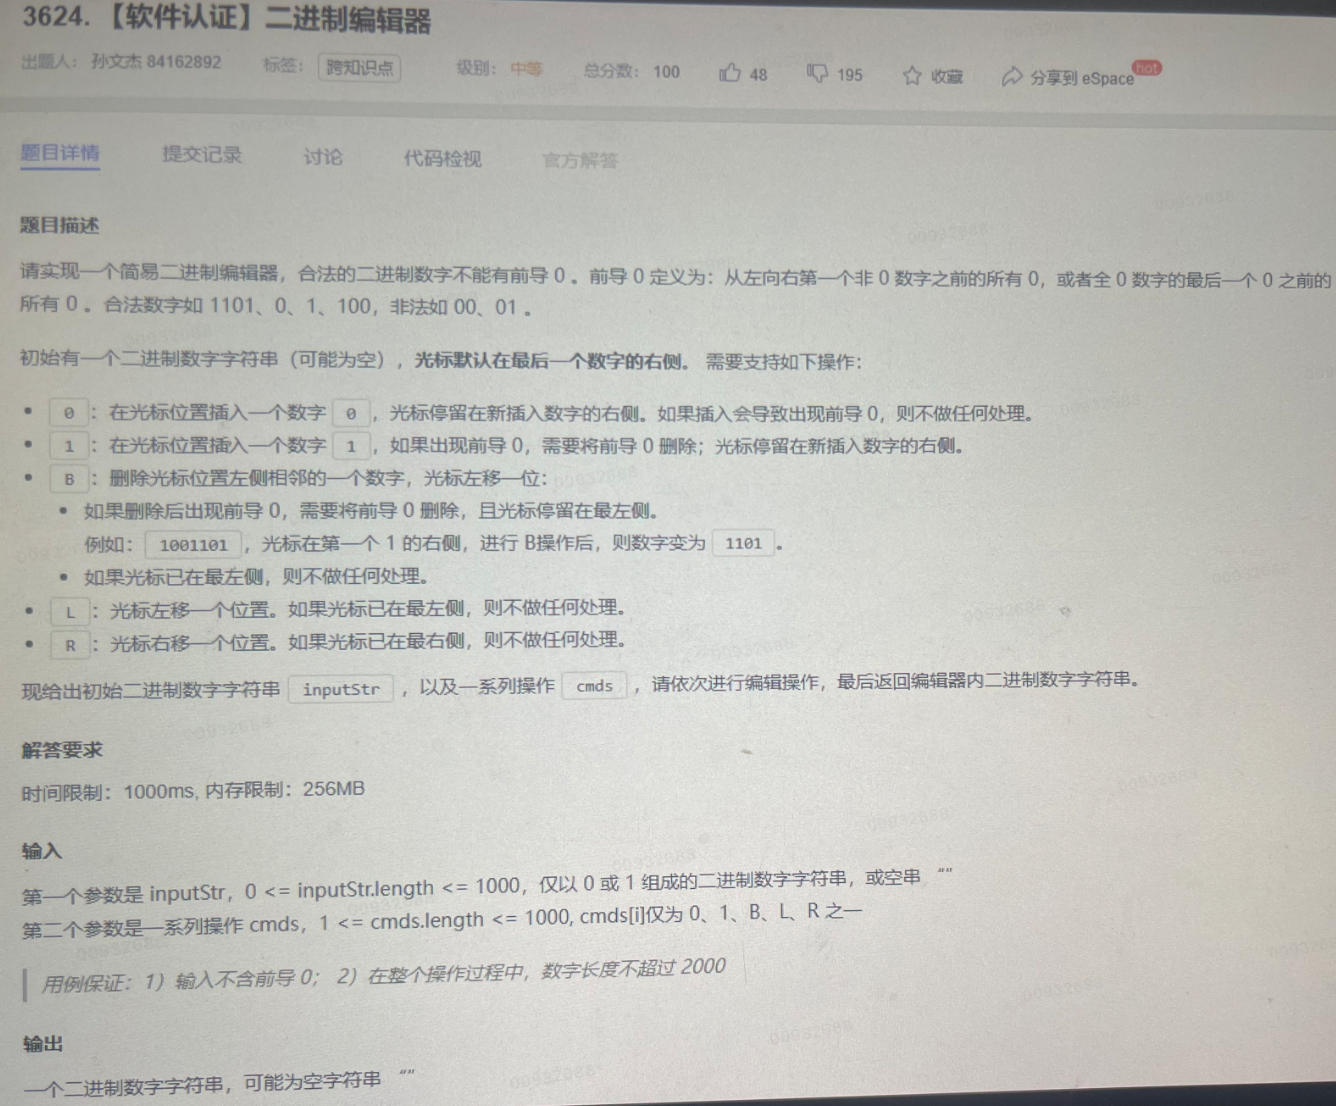 3624. 【软件认证】二进制编辑器
出题人： 孙文杰 84162892 标签： 跨知识点 级别： 中等 总分数： 100 48 195 收藏 分享到 eSpace hot
题目详情 提交记录 讨论 代码检视 官方解答
题目描述
请实现一个简易二进制编辑器，合法的二进制数字不能有前导 0 。前导 0 定义为：从左向右第一个非 0 数字之前的所有 0，或者全 0 数字的最后一个 0 之前的
所有 0 。合法数字如 1101、0、1、100，非法如 00、01 。
初始有一个二进制数字字符串（可能为空），光标默认在最后一个数字的右侧。 需要支持如下操作：
• 0 ：在光标位置插入一个数字 0 ，光标停留在新插入数字的右侧。如果插入会导致出现前导 0，则不做任何处理。
• 1 ：在光标位置插入一个数字 1 ，如果出现前导 0，需要将前导 0 删除；光标停留在新插入数字的右侧。
• B ：删除光标位置左侧相邻的一个数字，光标左移一位：
• 如果删除后出现前导 0，需要将前导 0 删除，且光标停留在最左侧。
例如： 1001101 ，光标在第一个 1 的右侧，进行 B操作后，则数字变为 1101 。
• 如果光标已在最左侧，则不做任何处理。
• L ：光标左移一个位置。如果光标已在最左侧，则不做任何处理。
• R ：光标右移一个位置。如果光标已在最右侧，则不做任何处理。
现给出初始二进制数字字符串 inputStr ，以及一系列操作 cmds ，请依次进行编辑操作，最后返回编辑器内二进制数字字符串。
解答要求
时间限制：1000ms, 内存限制：256MB
输入
第一个参数是 inputStr，0 <= inputStr.length <= 1000，仅以 0 或 1 组成的二进制数字字符串，或空串 “”
第二个参数是一系列操作 cmds，1 <= cmds.length <= 1000, cmds[i]仅为 0、1、B、L、R 之一
用例保证：1）输入不含前导 0； 2）在整个操作过程中，数字长度不超过 2000
输出
一个二进制数字字符串，可能为空字符串 “”